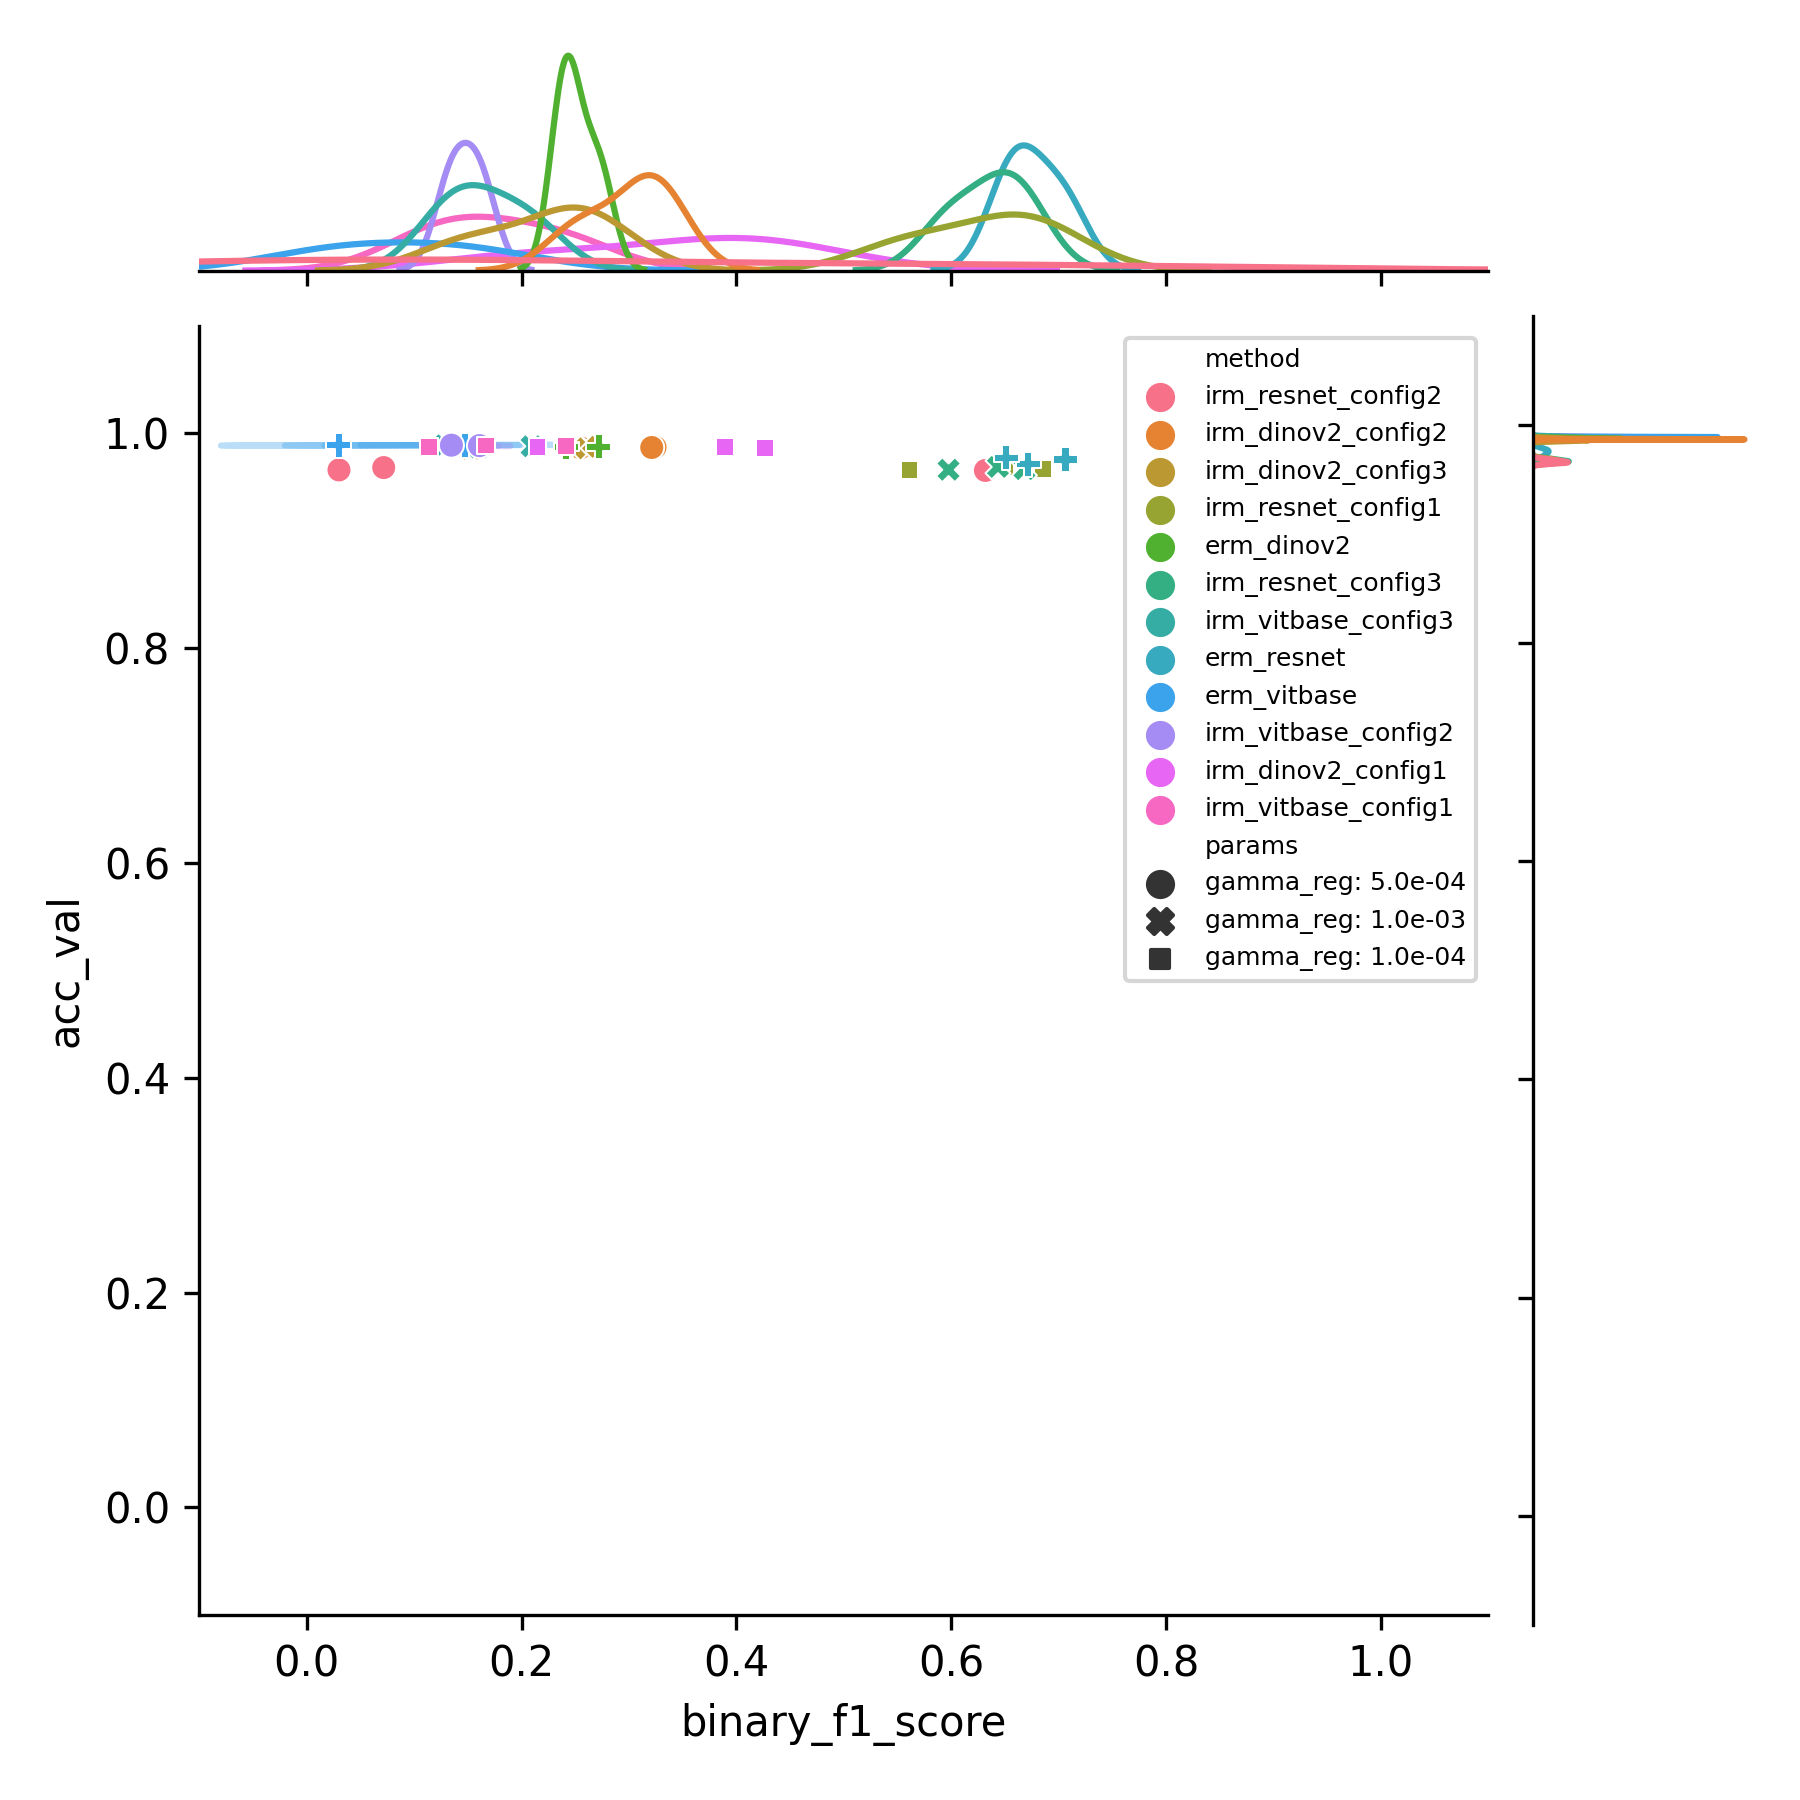 method
irm_resnet_config2
irm_dinov2_config2
irm_dinov2_config3
irm_resnet_config1
erm_dinov2
irm_resnet_config3
irm_vitbase_config3
erm_resnet
erm_vitbase
irm_vitbase_config2
irm_dinov2_config1
irm_vitbase_config1
params
gamma_reg: 5.0e-04
gamma_reg: 1.0e-03
gamma_reg: 1.0e-04
1.0
0.8
0.6
0.4
0.2
0.0
acc_val
0.0 0.2 0.4 0.6 0.8 1.0
binary_f1_score